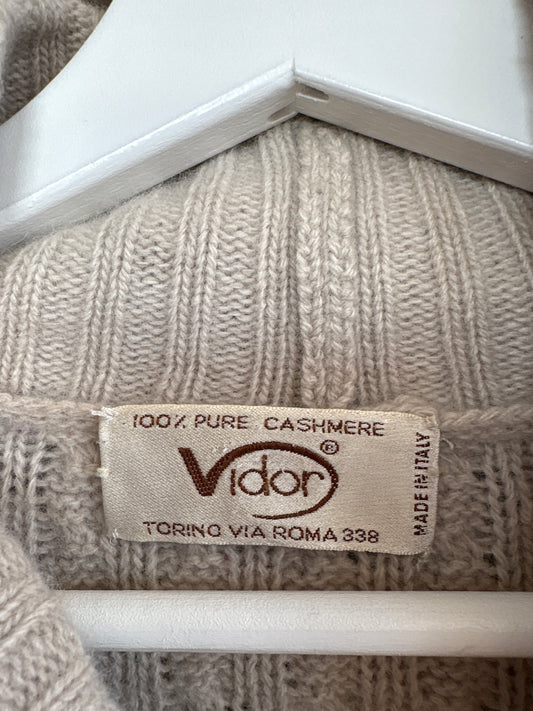 100% PURE CASHMERE
Vidor®
TORINO VIA ROMA 338
MADE IN ITALY